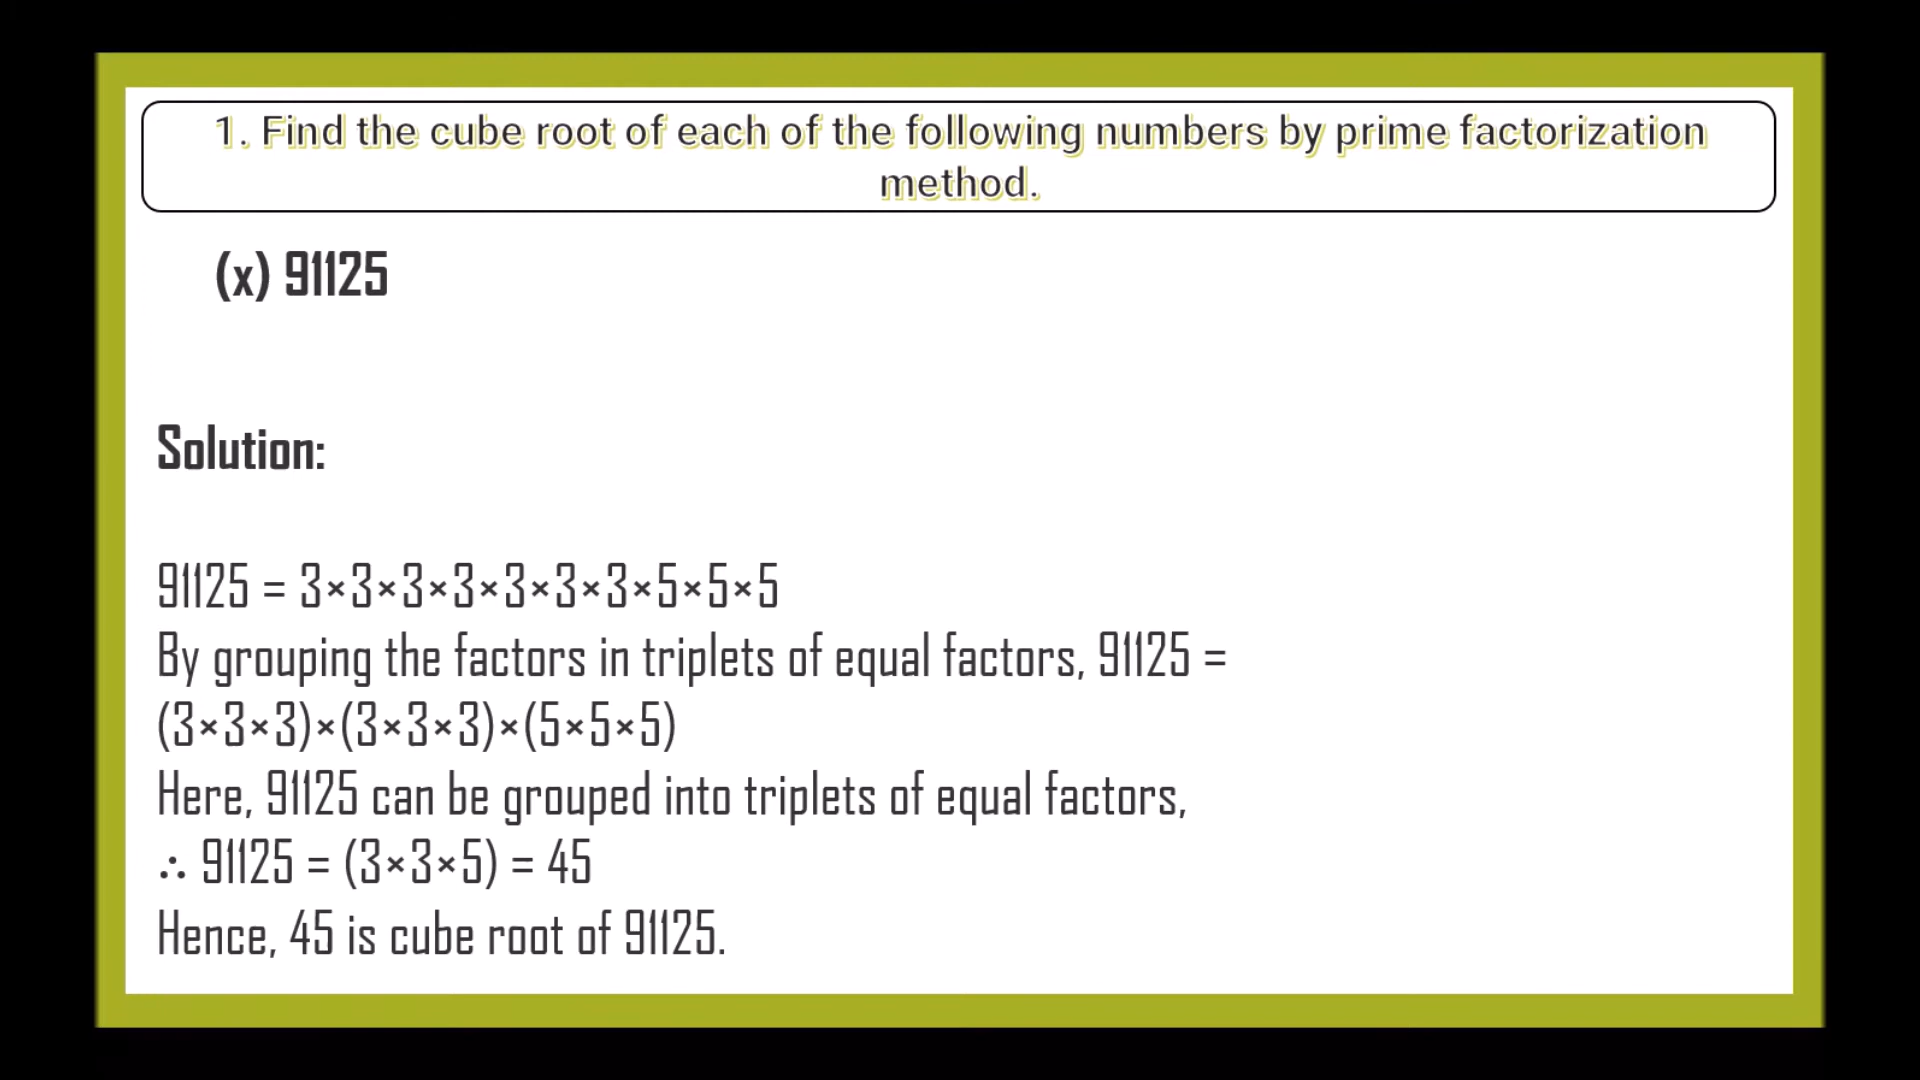 1. Find the cube root of each of the following numbers by prime factorization
method.
(x) 91125
Solution:
91125 = 3×3×3×3×3×3×3×5×5×5
By grouping the factors in triplets of equal factors, 91125 =
(3×3×3)×(3×3×3)×(5×5×5)
Here, 91125 can be grouped into triplets of equal factors,
∴ 91125 = (3×3×5) = 45
Hence, 45 is cube root of 91125.